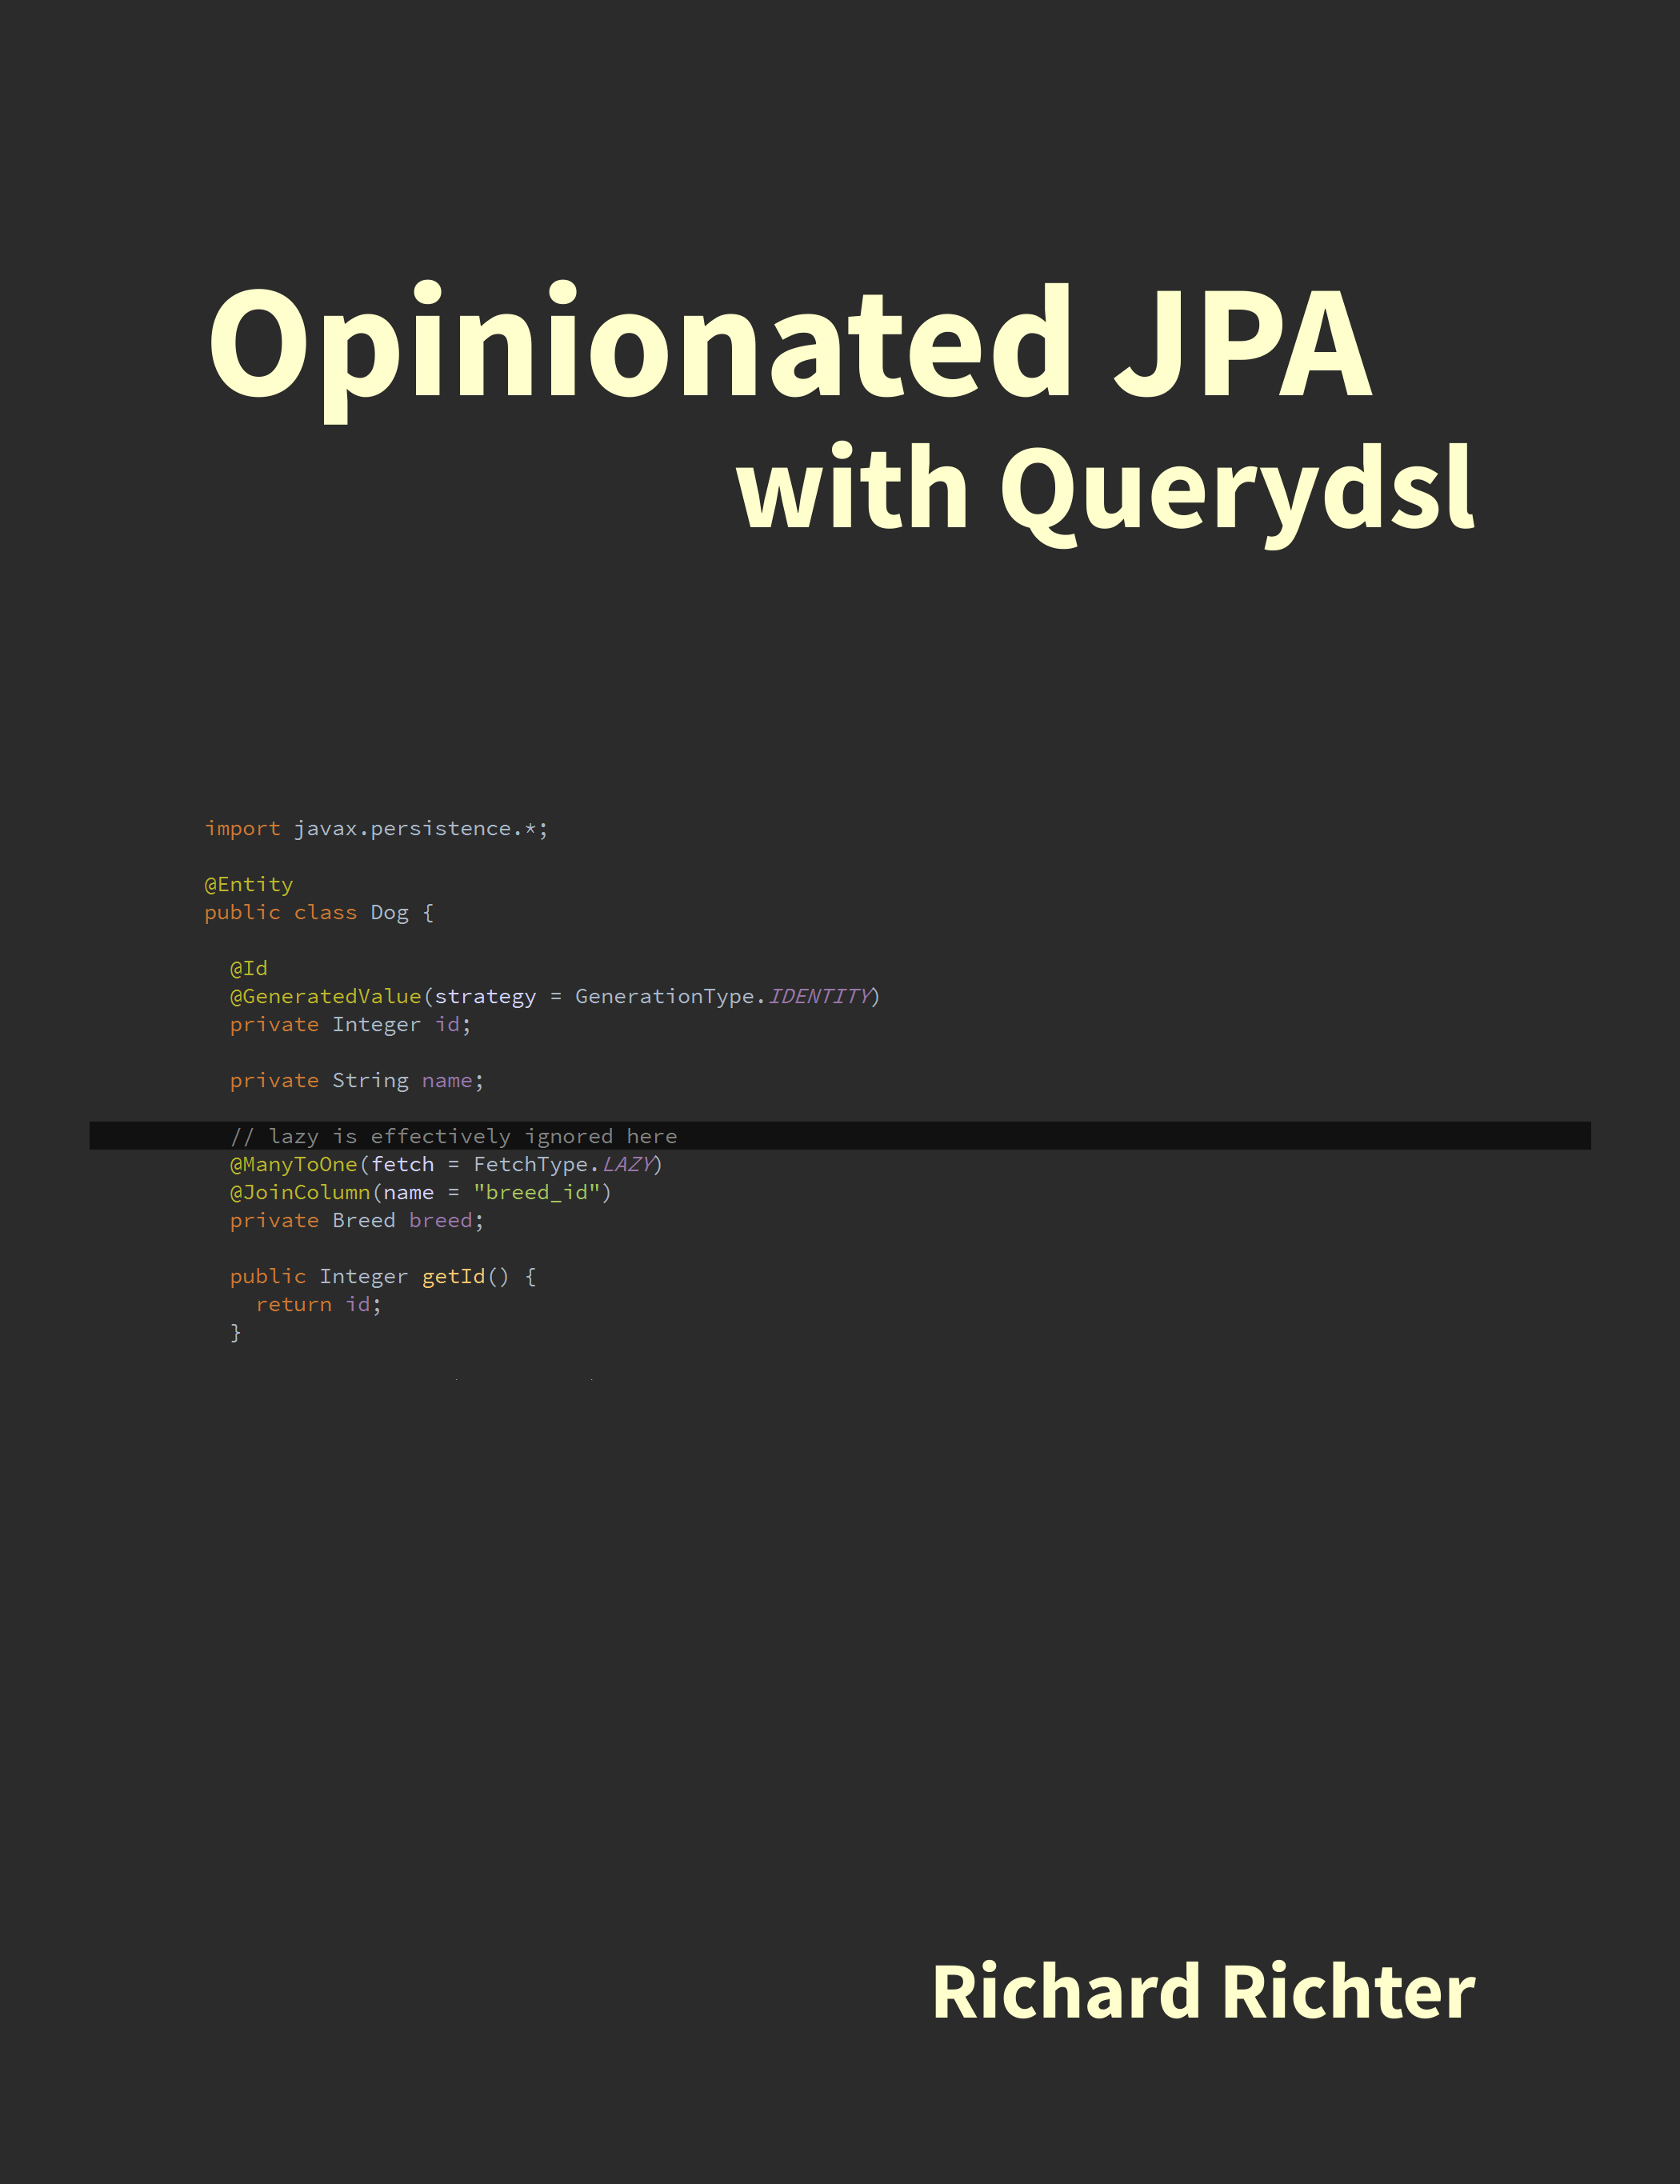 Opinionated JPA
with Querydsl
import javax.persistence.*;
@Entity
public class Dog {
@Id
@GeneratedValue(strategy = GenerationType.IDENTITY)
private Integer id;
private String name;
// lazy is effectively ignored here
@ManyToOne(fetch = FetchType.LAZY)
@JoinColumn(name = "breed_id")
private Breed breed;
public Integer getId() {
return id;
}
Richard Richter